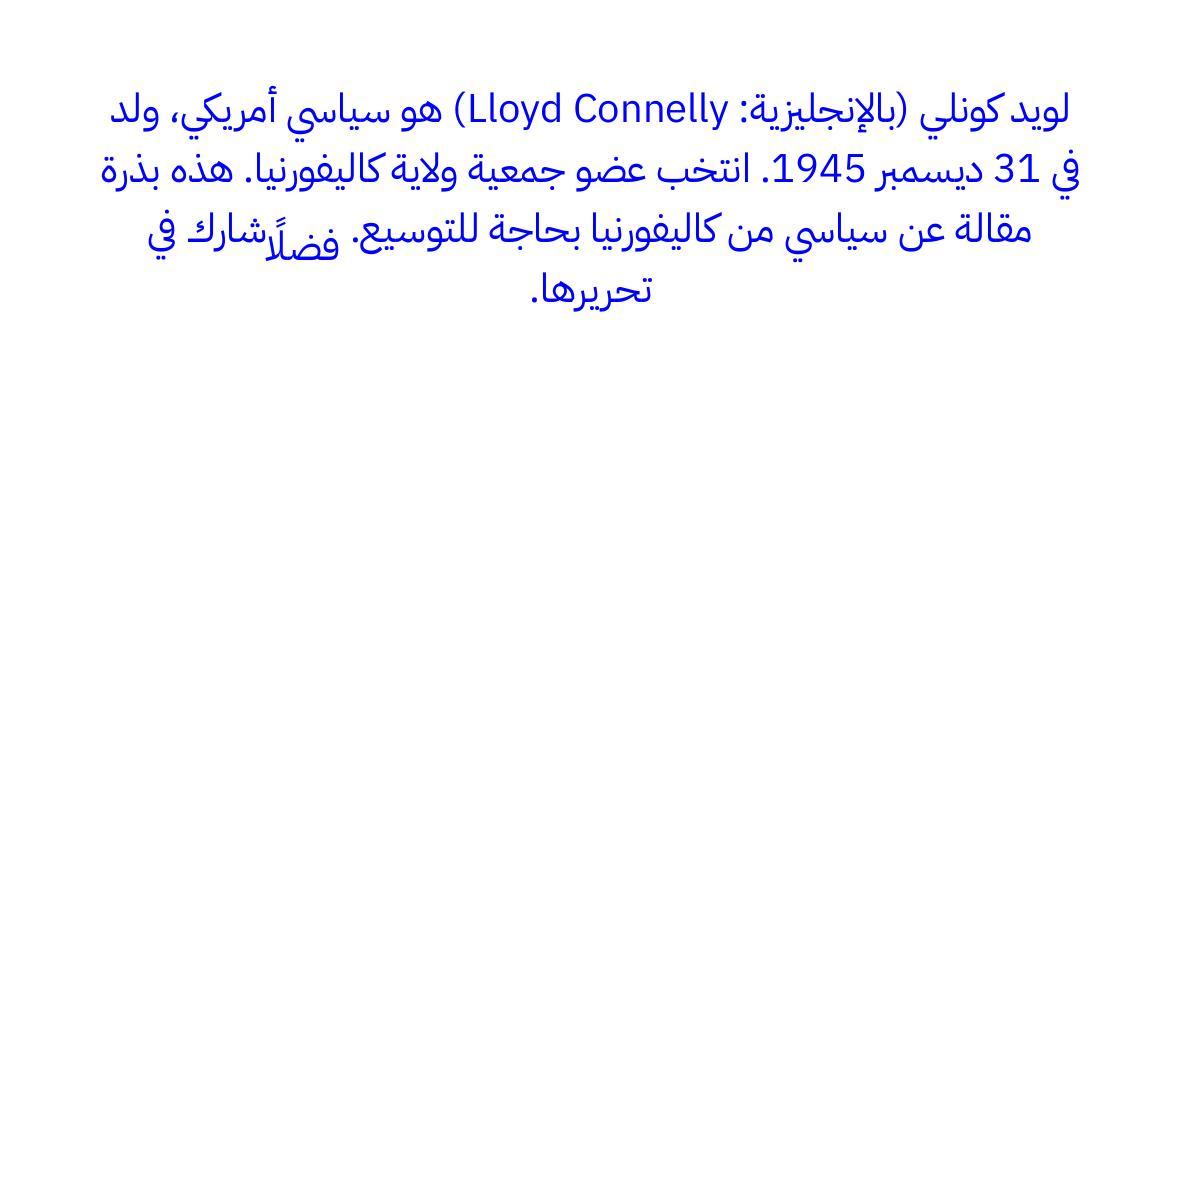 لويد كونلي (بالإنجليزية: Lloyd Connelly) هو سياسي أمريكي، ولد
في 31 ديسمبر 1945. انتخب عضو جمعية ولاية كاليفورنيا. هذه بذرة
مقالة عن سياسي من كاليفورنيا بحاجة للتوسيع. فضلًا شارك في
تحريرها.